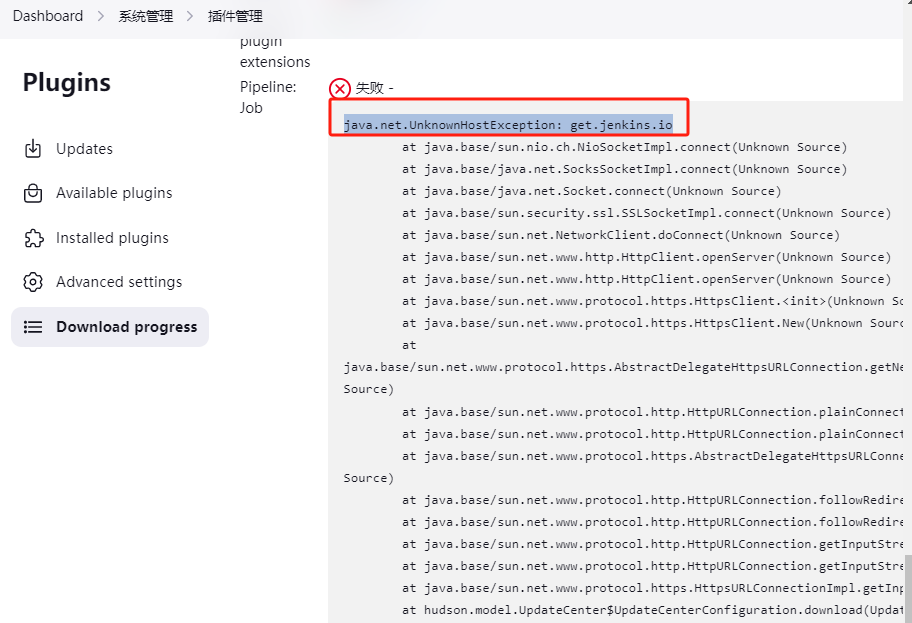 Dashboard > 系统管理 > 插件管理
Plugins
Updates
Available plugins
Installed plugins
Advanced settings
Download progress
plugin
extensions
Pipeline:
Job
失败 -
java.net.UnknownHostException: get.jenkins.io
at java.base/sun.nio.ch.NioSocketImpl.connect(Unknown Source)
at java.base/java.net.SocksSocketImpl.connect(Unknown Source)
at java.base/java.net.Socket.connect(Unknown Source)
at java.base/sun.security.ssl.SSLSocketImpl.connect(Unknown Source)
at java.base/sun.net.NetworkClient.doConnect(Unknown Source)
at java.base/sun.net.www.http.HttpClient.openServer(Unknown Source)
at java.base/sun.net.www.http.HttpClient.openServer(Unknown Source)
at java.base/sun.net.www.protocol.https.HttpsClient.<init>(Unknown So
at java.base/sun.net.www.protocol.https.HttpsClient.New(Unknown Sourc
at
java.base/sun.net.www.protocol.https.AbstractDelegateHttpsURLConnection.getNe
Source)
at java.base/sun.net.www.protocol.http.HttpURLConnection.plainConnect
at java.base/sun.net.www.protocol.http.HttpURLConnection.plainConnect
at java.base/sun.net.www.protocol.https.AbstractDelegateHttpsURLConne
Source)
at java.base/sun.net.www.protocol.http.HttpURLConnection.followRedire
at java.base/sun.net.www.protocol.http.HttpURLConnection.followRedire
at java.base/sun.net.www.protocol.http.HttpURLConnection.getInputStre
at java.base/sun.net.www.protocol.http.HttpURLConnection.getInputStre
at java.base/sun.net.www.protocol.https.HttpsURLConnectionImpl.getInp
at hudson.model.UpdateCenter$UpdateCenterConfiguration.download(Updat